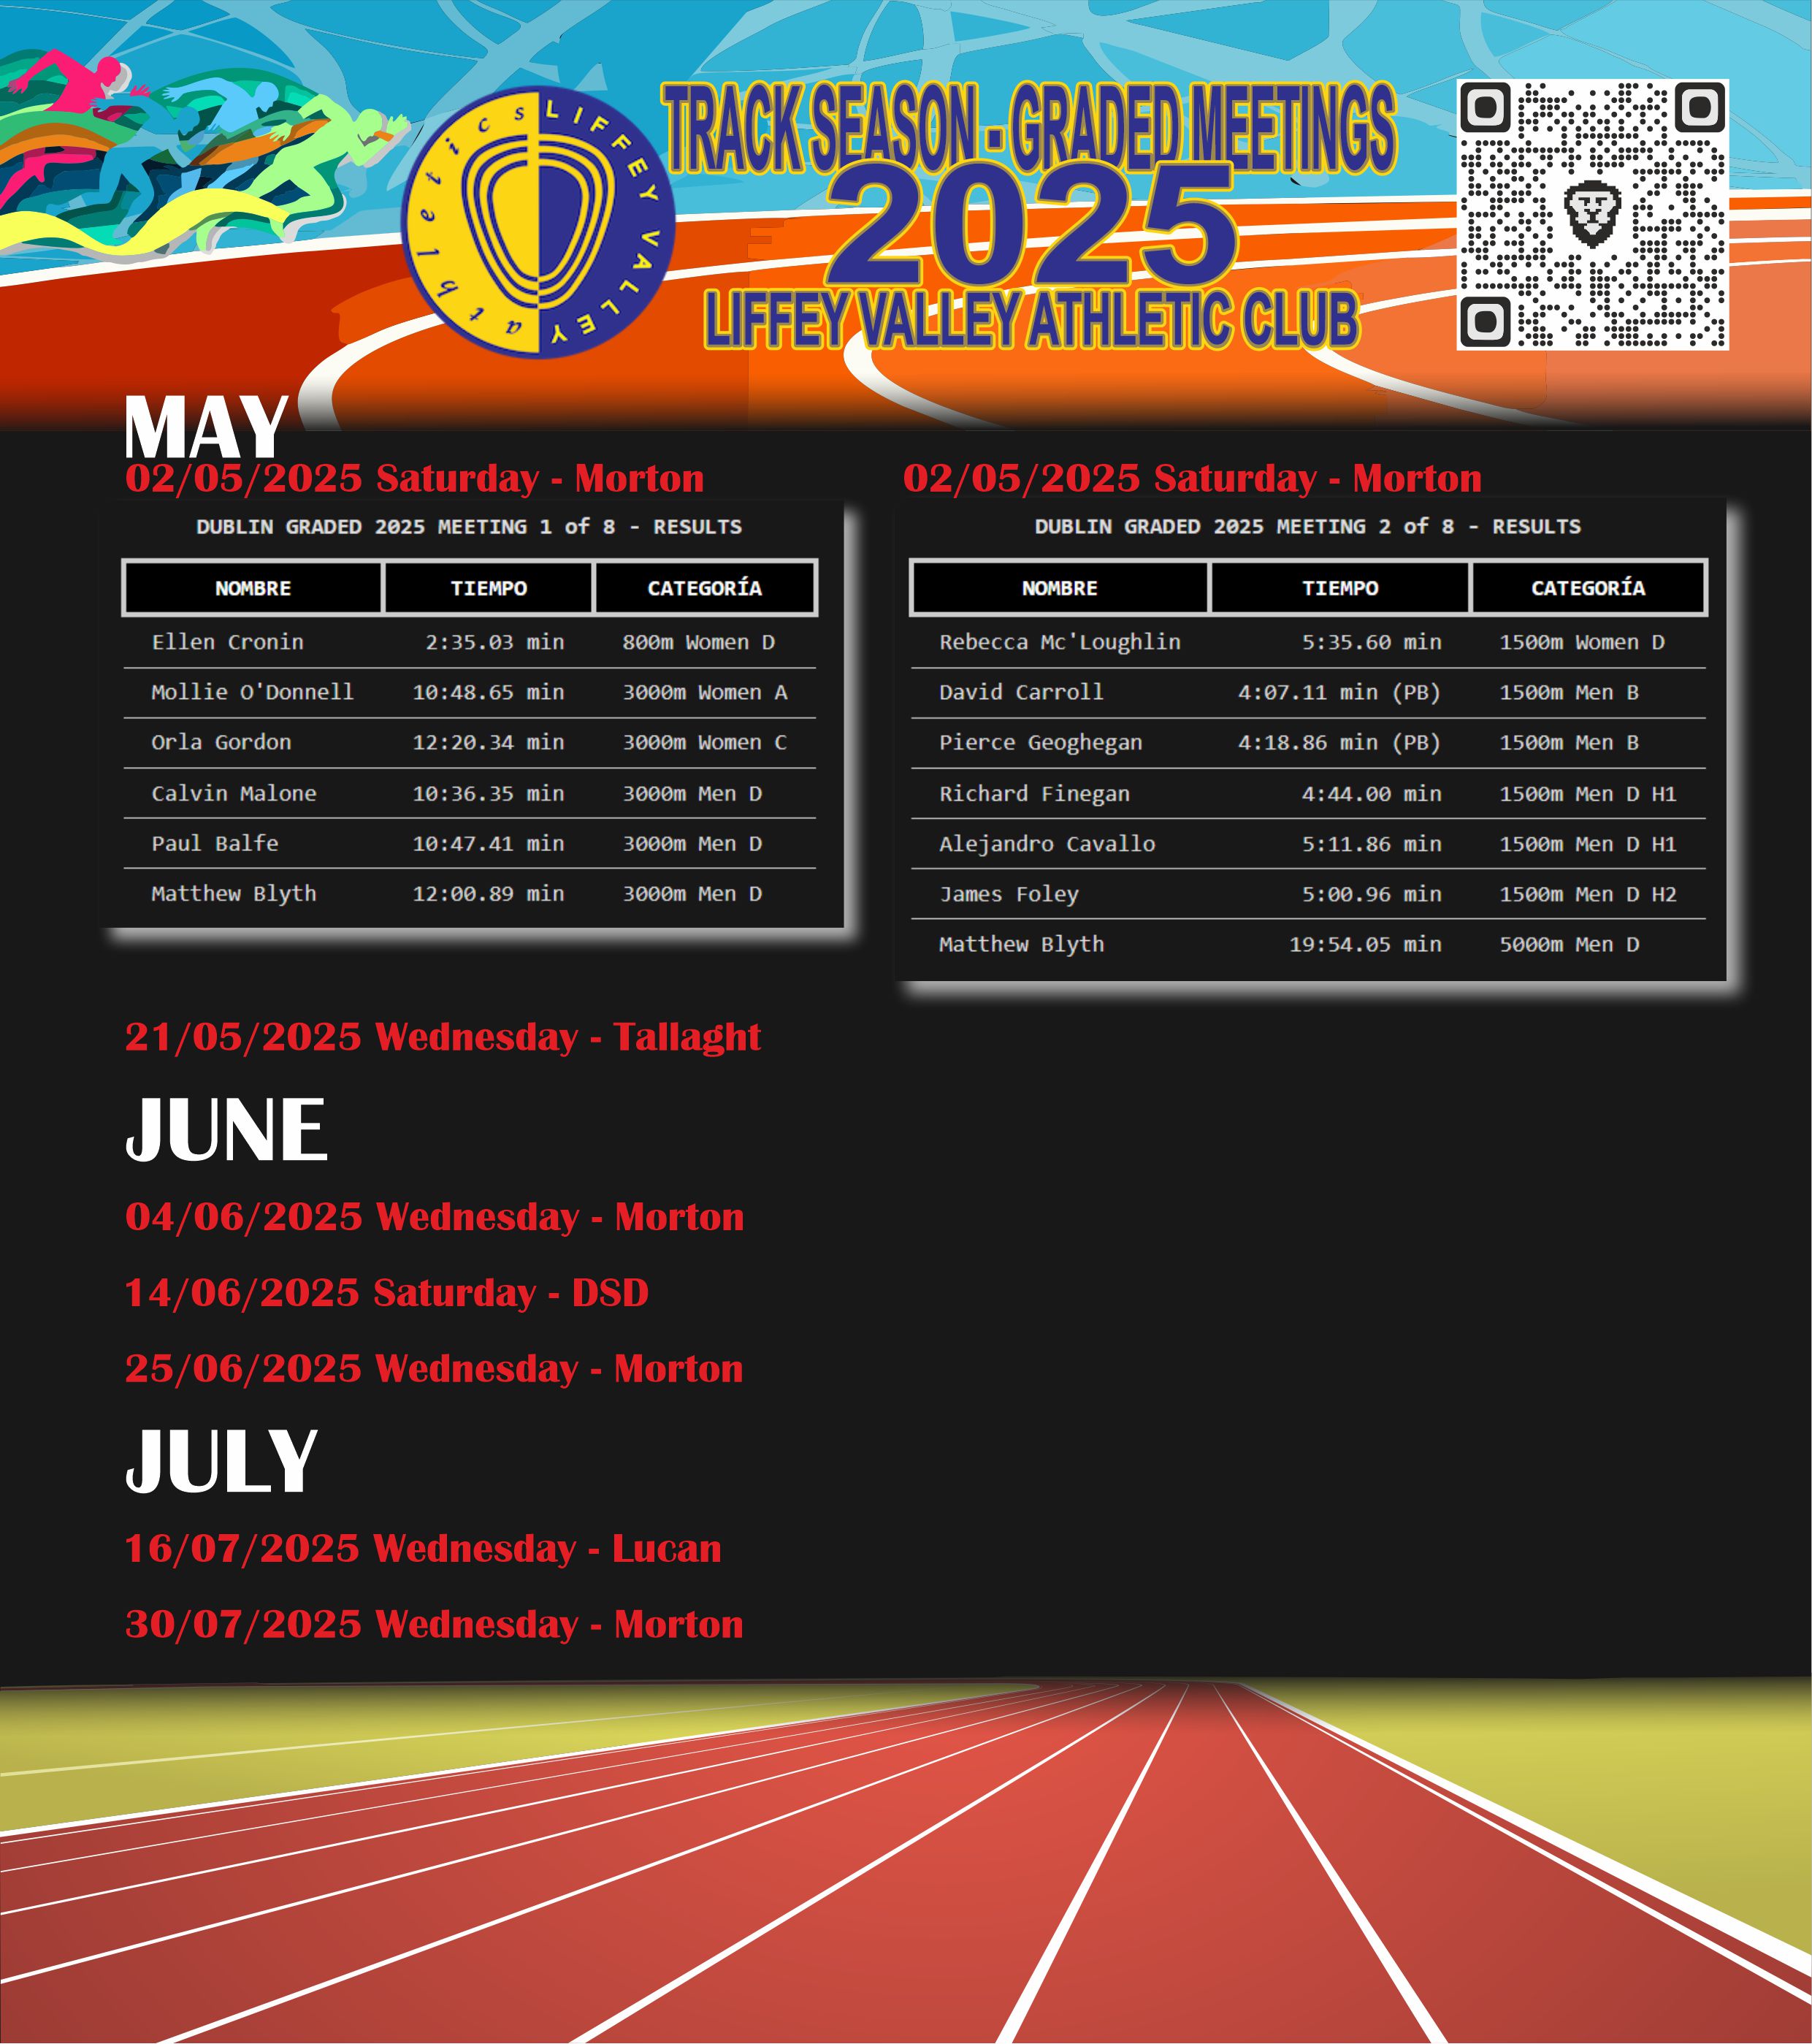 athletics LIFFEY VALLEY
TRACK SEASON - GRADED MEETINGS
2025
LIFFEY VALLEY ATHLETIC CLUB
MAY
02/05/2025 Saturday - Morton
DUBLIN GRADED 2025 MEETING 1 of 8 - RESULTS
NOMBRE TIEMPO CATEGORÍA
Ellen Cronin 2:35.03 min 800m Women D
Mollie O'Donnell 10:48.65 min 3000m Women A
Orla Gordon 12:20.34 min 3000m Women C
Calvin Malone 10:36.35 min 3000m Men D
Paul Balfe 10:47.41 min 3000m Men D
Matthew Blyth 12:00.89 min 3000m Men D
02/05/2025 Saturday - Morton
DUBLIN GRADED 2025 MEETING 2 of 8 - RESULTS
NOMBRE TIEMPO CATEGORÍA
Rebecca Mc'Loughlin 5:35.60 min 1500m Women D
David Carroll 4:07.11 min (PB) 1500m Men B
Pierce Geoghegan 4:18.86 min (PB) 1500m Men B
Richard Finegan 4:44.00 min 1500m Men D H1
Alejandro Cavallo 5:11.86 min 1500m Men D H1
James Foley 5:00.96 min 1500m Men D H2
Matthew Blyth 19:54.05 min 5000m Men D
21/05/2025 Wednesday - Tallaght
JUNE
04/06/2025 Wednesday - Morton
14/06/2025 Saturday - DSD
25/06/2025 Wednesday - Morton
JULY
16/07/2025 Wednesday - Lucan
30/07/2025 Wednesday - Morton